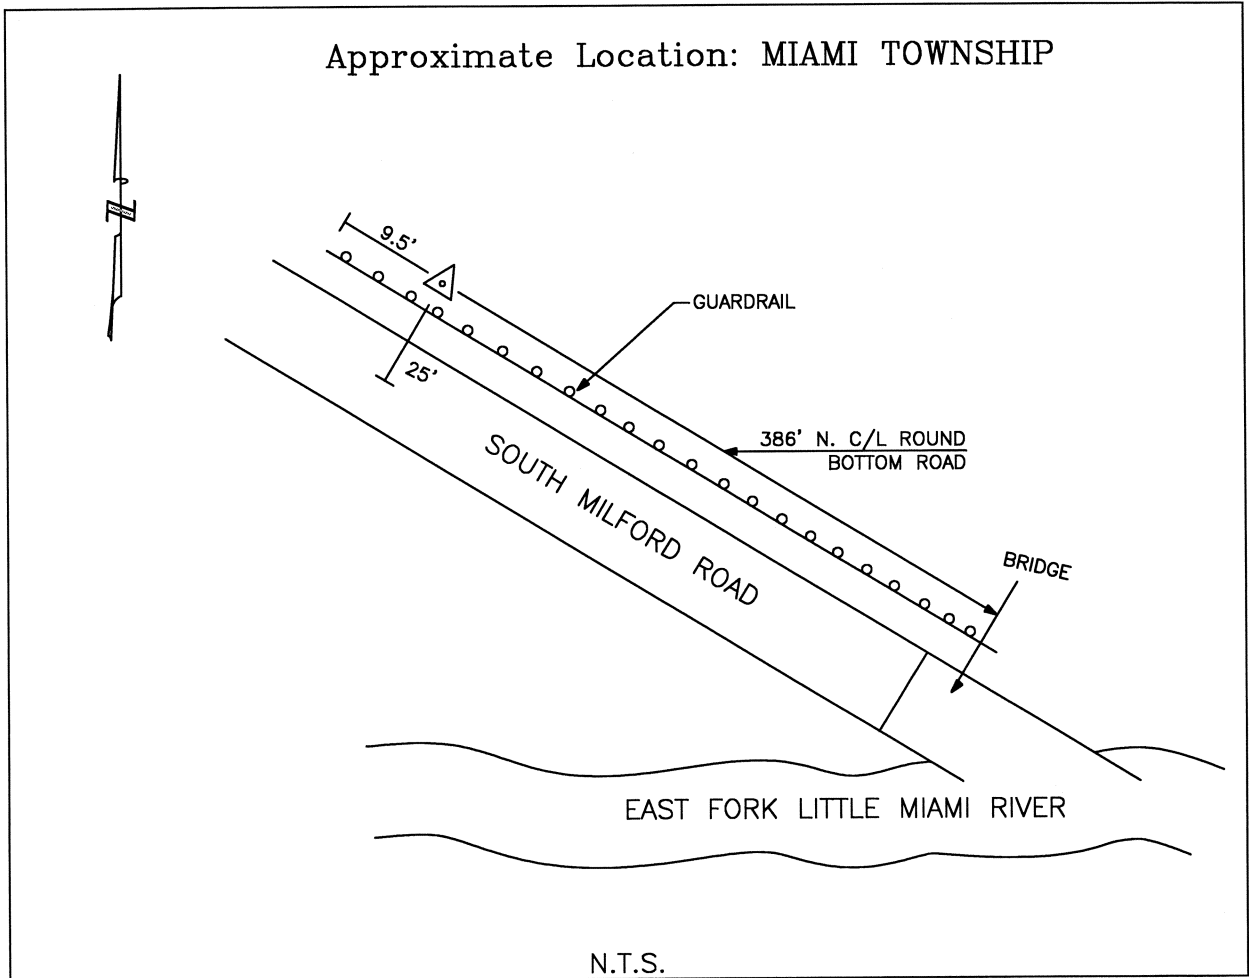 Approximate Location: MIAMI TOWNSHIP
N
9.5'
GUARDRAIL
25'
386' N. C/L ROUND
BOTTOM ROAD
SOUTH MILFORD ROAD
BRIDGE
EAST FORK LITTLE MIAMI RIVER
N.T.S.